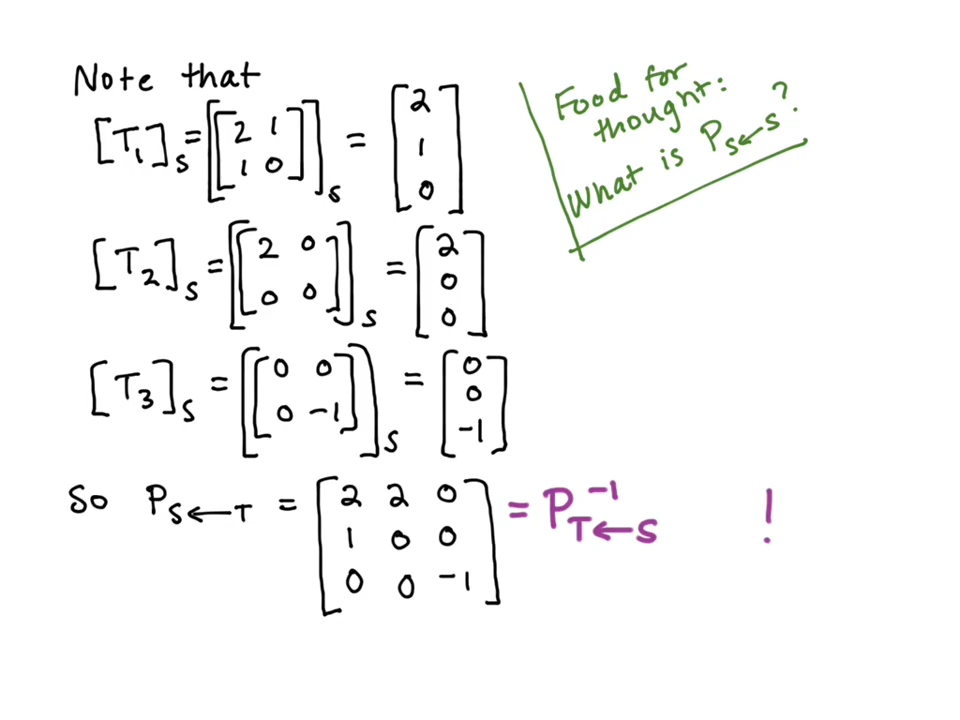 Note that
[T₁]ₛ = [[2 1; 1 0]]ₛ = [2; 1; 0]
[T₂]ₛ = [[2 0; 0 0]]ₛ = [2; 0; 0]
[T₃]ₛ = [[0 0; 0 -1]]ₛ = [0; 0; -1]
So P_{S←T} = [2 2 0; 1 0 0; 0 0 -1] = P^{-1}_{T←S} !
Food for
thought:
What is P_{S←S}?